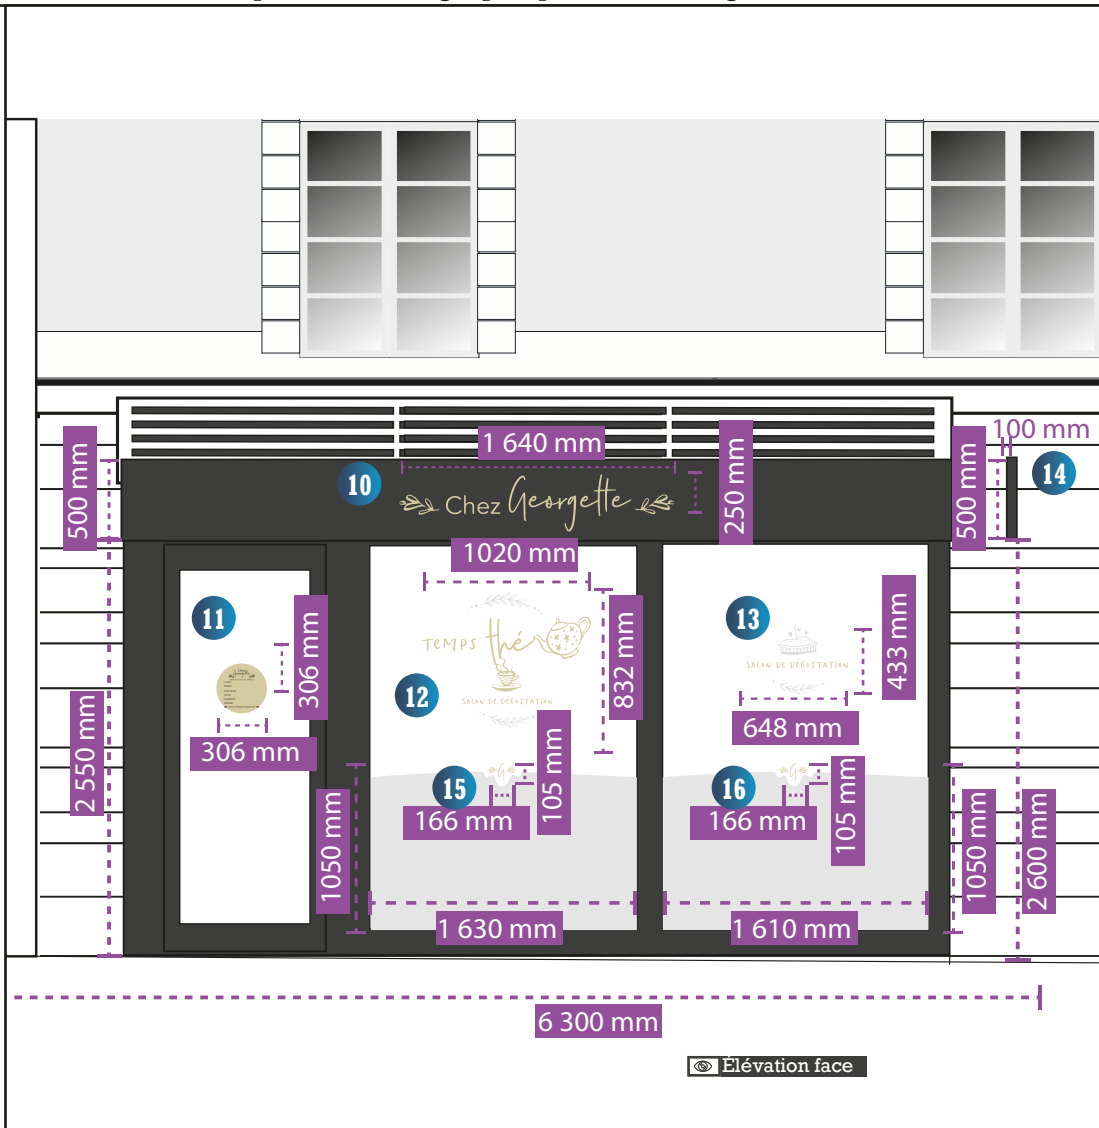 100 mm
1 640 mm
10
14
500 mm
250 mm
500 mm
Chez Georgette
1020 mm
11
306 mm
12
TEMPS thé
SALON DE DÉGUSTATION
832 mm
13
SALON DE DÉGUSTATION
433 mm
648 mm
306 mm
2 550 mm
15
G
105 mm
166 mm
16
G
105 mm
166 mm
1050 mm
1050 mm
2 600 mm
1 630 mm
1 610 mm
6 300 mm
Élévation face